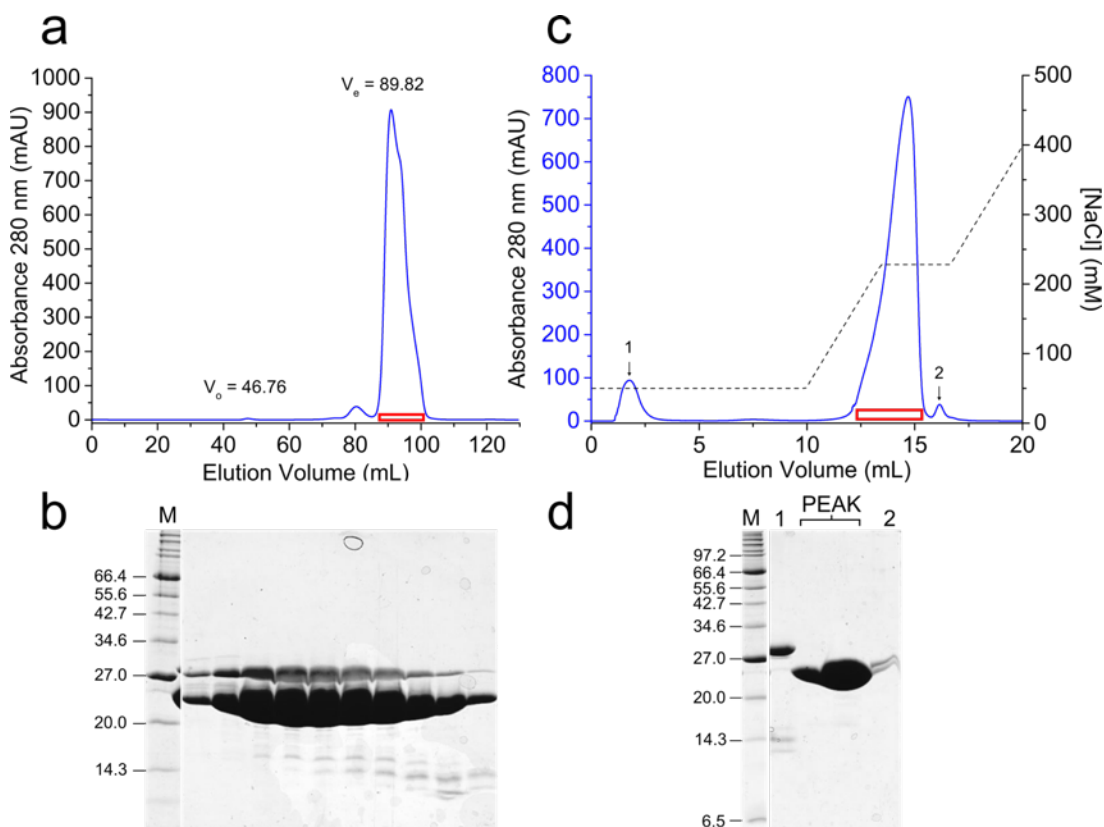 a
1000
900
800
700
600
500
400
300
200
100
0
Absorbance 280 nm (mAU)
Vₑ = 89.82
Vₒ = 46.76
0 20 40 60 80 100 120
Elution Volume (mL)
c
800
700
600
500
400
300
200
100
0
Absorbance 280 nm (mAU)
1
2
500
400
300
200
100
0
[NaCl] (mM)
0 5 10 15 20
Elution Volume (mL)
b
M
66.4
55.6
42.7
34.6
27.0
20.0
14.3
d
PEAK
M 1 2
97.2
66.4
55.6
42.7
34.6
27.0
20.0
14.3
6.5